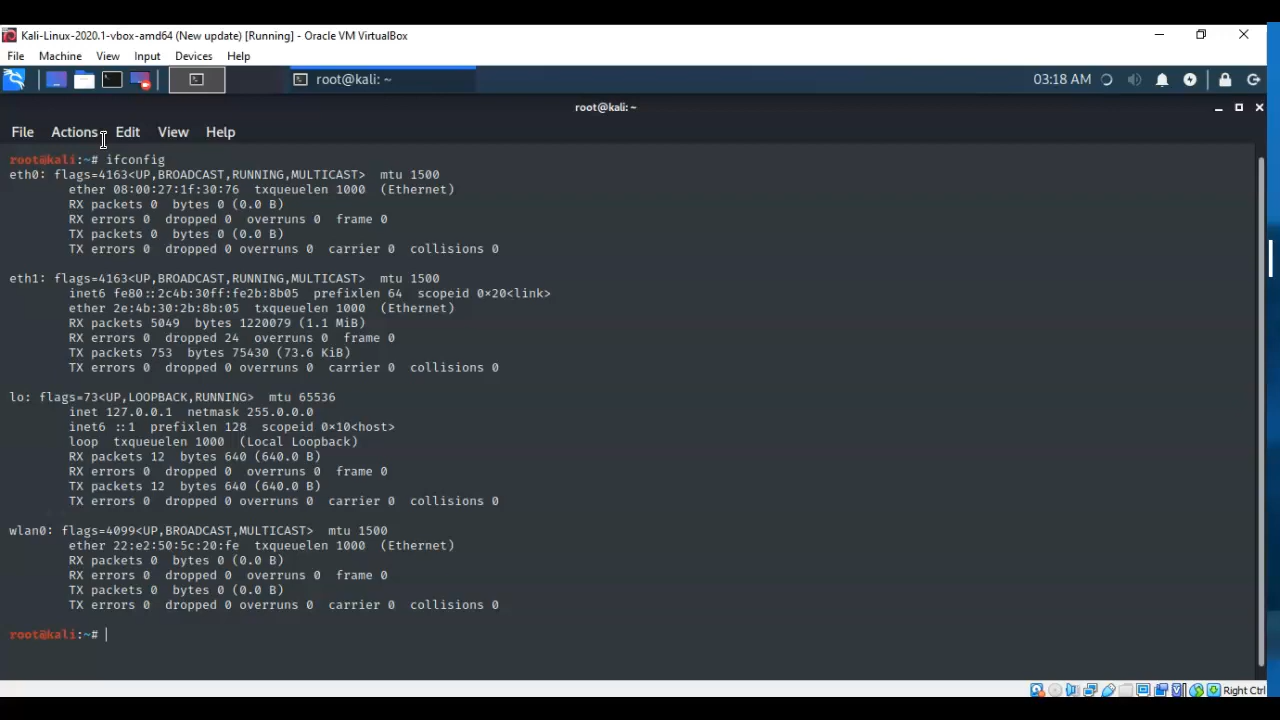 Kali-Linux-2020.1-vbox-amd64 (New update) [Running] - Oracle VM VirtualBox
File Machine View Input Devices Help
root@kali: ~
03:18 AM
root@kali: ~
File Actions Edit View Help
root@kali:~# ifconfig
eth0: flags=4163<UP,BROADCAST,RUNNING,MULTICAST> mtu 1500
ether 08:00:27:1f:30:76 txqueuelen 1000 (Ethernet)
RX packets 0 bytes 0 (0.0 B)
RX errors 0 dropped 0 overruns 0 frame 0
TX packets 0 bytes 0 (0.0 B)
TX errors 0 dropped 0 overruns 0 carrier 0 collisions 0
eth1: flags=4163<UP,BROADCAST,RUNNING,MULTICAST> mtu 1500
inet6 fe80::2c4b:30ff:fe2b:8b05 prefixlen 64 scopeid 0×20<link>
ether 2e:4b:30:2b:8b:05 txqueuelen 1000 (Ethernet)
RX packets 5049 bytes 1220079 (1.1 MiB)
RX errors 0 dropped 24 overruns 0 frame 0
TX packets 753 bytes 75430 (73.6 KiB)
TX errors 0 dropped 0 overruns 0 carrier 0 collisions 0
lo: flags=73<UP,LOOPBACK,RUNNING> mtu 65536
inet 127.0.0.1 netmask 255.0.0.0
inet6 ::1 prefixlen 128 scopeid 0×10<host>
loop txqueuelen 1000 (Local Loopback)
RX packets 12 bytes 640 (640.0 B)
RX errors 0 dropped 0 overruns 0 frame 0
TX packets 12 bytes 640 (640.0 B)
TX errors 0 dropped 0 overruns 0 carrier 0 collisions 0
wlan0: flags=4099<UP,BROADCAST,MULTICAST> mtu 1500
ether 22:e2:50:5c:20:fe txqueuelen 1000 (Ethernet)
RX packets 0 bytes 0 (0.0 B)
RX errors 0 dropped 0 overruns 0 frame 0
TX packets 0 bytes 0 (0.0 B)
TX errors 0 dropped 0 overruns 0 carrier 0 collisions 0
root@kali:~#
Right Ctrl